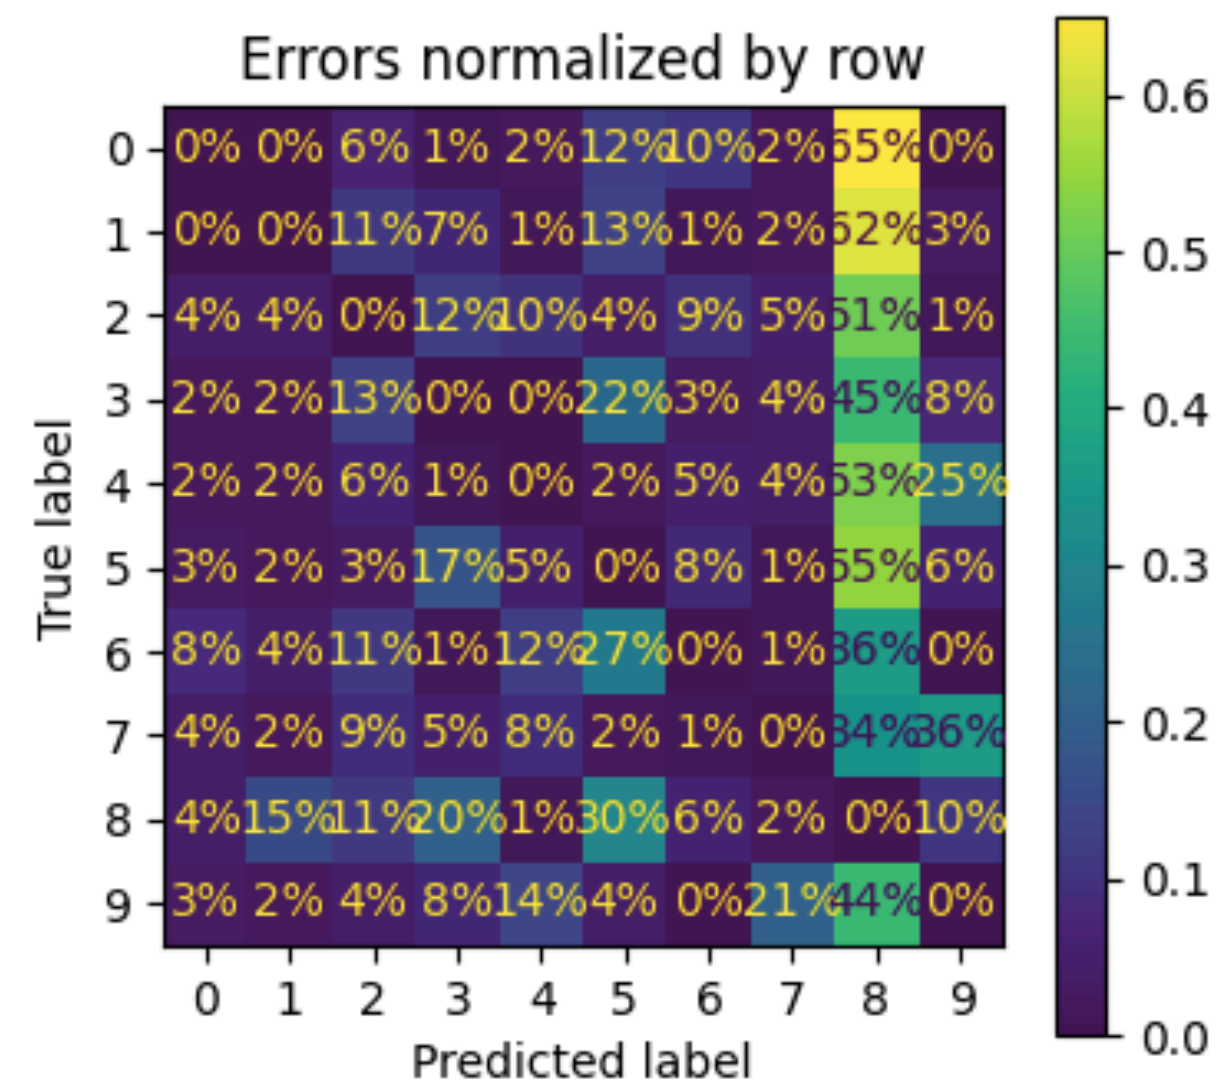 Errors normalized by row
0 0% 0% 6% 1% 2% 12% 10% 2% 65% 0%
1 0% 0% 11% 7% 1% 13% 1% 2% 62% 3%
2 4% 4% 0% 12% 10% 4% 9% 5% 51% 1%
3 2% 2% 13% 0% 0% 22% 3% 4% 45% 8%
4 2% 2% 6% 1% 0% 2% 5% 4% 53% 25%
5 3% 2% 3% 17% 5% 0% 8% 1% 55% 6%
6 8% 4% 11% 1% 12% 27% 0% 1% 36% 0%
7 4% 2% 9% 5% 8% 2% 1% 0% 34% 36%
8 4% 15% 11% 20% 1% 30% 6% 2% 0% 10%
9 3% 2% 4% 8% 14% 4% 0% 21% 44% 0%
0 1 2 3 4 5 6 7 8 9
Predicted label
True label
0.6
0.5
0.4
0.3
0.2
0.1
0.0